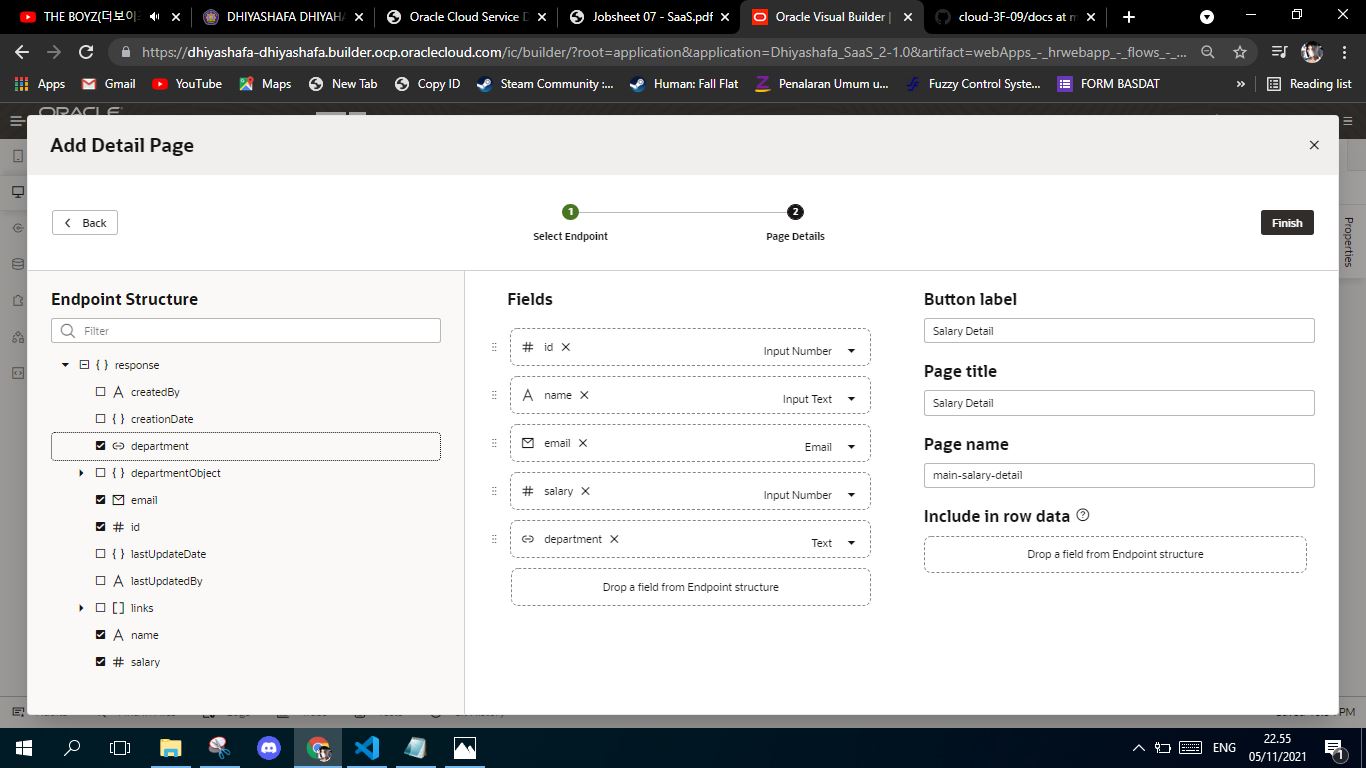 THE BOYZ(더보이
DHIYASHAFA DHIYAHA
Oracle Cloud Service D
Jobsheet 07 - SaaS.pdf
Oracle Visual Builder |
cloud-3F-09/docs at m
https://dhiyashafa-dhiyashafa.builder.ocp.oraclecloud.com/ic/builder/?root=application&application=Dhiyashafa_SaaS_2-1.0&artifact=webApps_-_hrwebapp_-_flows_-_...
Apps
Gmail
YouTube
Maps
New Tab
Copy ID
Steam Community :...
Human: Fall Flat
Penalaran Umum u...
Fuzzy Control Syste...
FORM BASDAT
»
Reading list
ORACLE
Add Detail Page
Back
1
2
Select Endpoint
Page Details
Finish
Properties
Endpoint Structure
Filter
{ } response
A createdBy
{ } creationDate
department
{ } departmentObject
email
# id
{ } lastUpdateDate
A lastUpdatedBy
[ ] links
A name
# salary
Fields
# id Input Number
A name Input Text
email Email
# salary Input Number
department Text
Drop a field from Endpoint structure
Button label
Salary Detail
Page title
Salary Detail
Page name
main-salary-detail
Include in row data ?
Drop a field from Endpoint structure
ENG
22.55
05/11/2021
1